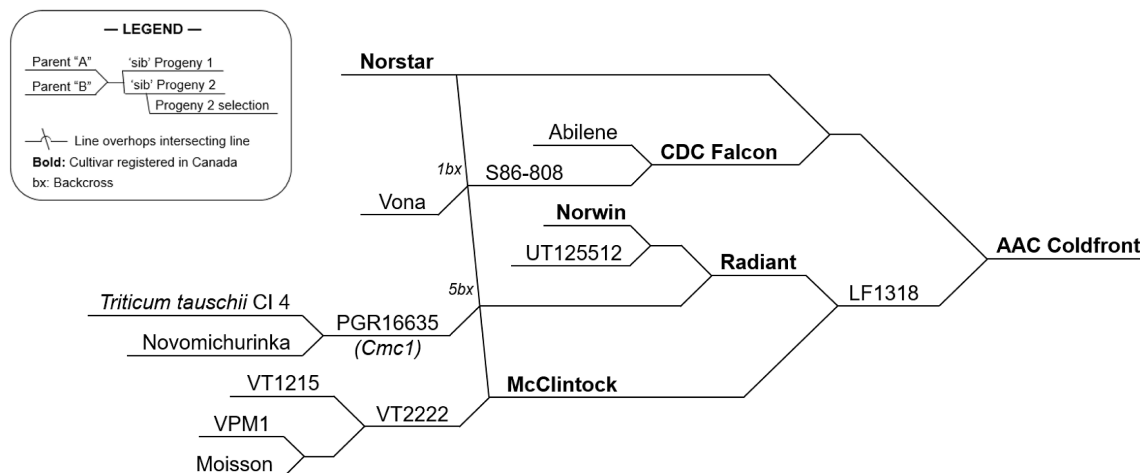 — LEGEND —
Parent "A"
'sib' Progeny 1
Parent "B"
'sib' Progeny 2
Progeny 2 selection
Line overhops intersecting line
Bold: Cultivar registered in Canada
bx: Backcross
Norstar
Abilene
CDC Falcon
1bx
S86-808
Vona
Norwin
UT125512
Radiant
AAC Coldfront
5bx
LF1318
Triticum tauschii CI 4
PGR16635
Novomichurinka
(Cmc1)
McClintock
VT1215
VT2222
VPM1
Moisson